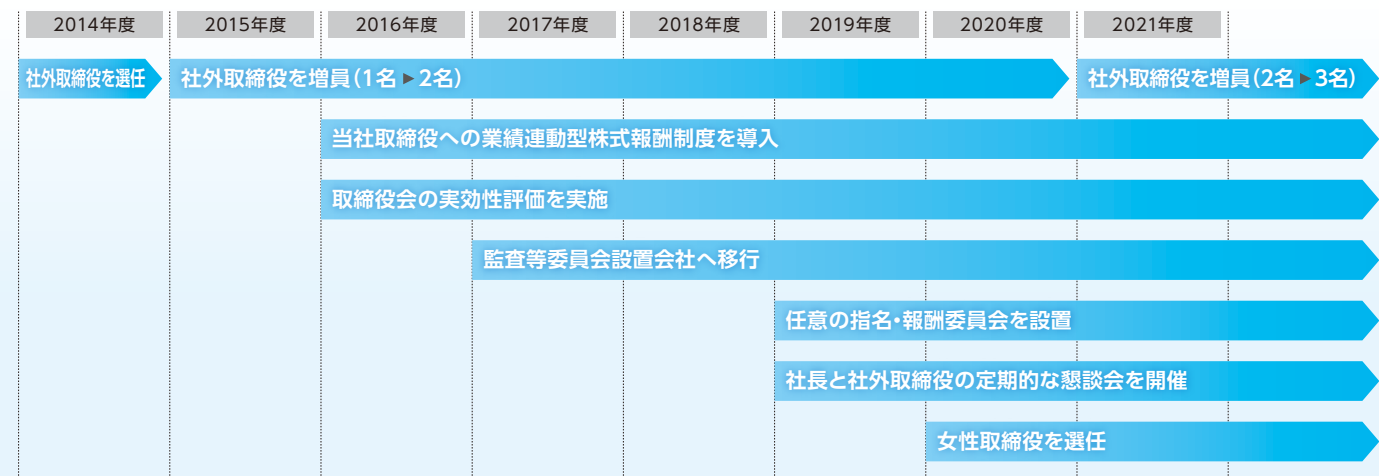 2014年度 2015年度 2016年度 2017年度 2018年度 2019年度 2020年度 2021年度
社外取締役を選任 社外取締役を増員(1名 ▶ 2名) 社外取締役を増員(2名 ▶ 3名)
当社取締役への業績連動型株式報酬制度を導入
取締役会の実効性評価を実施
監査等委員会設置会社へ移行
任意の指名・報酬委員会を設置
社長と社外取締役の定期的な懇談会を開催
女性取締役を選任